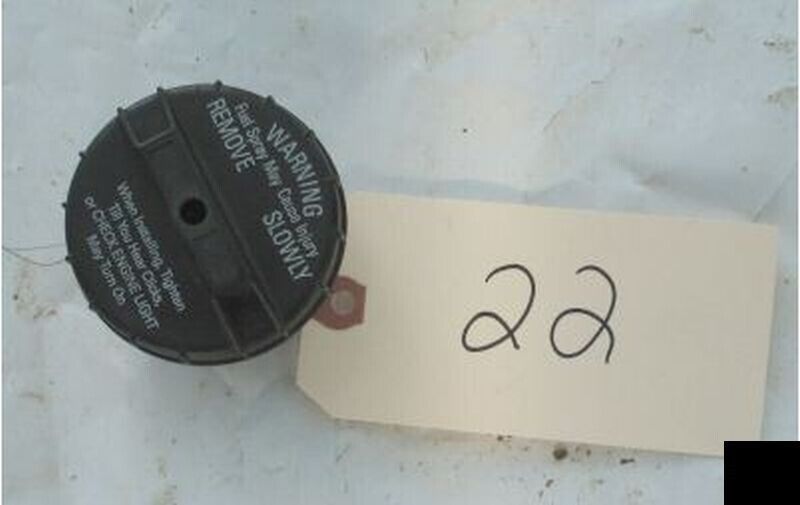 WARNING
Fuel Spray May Cause Injury
REMOVE SLOWLY
When Installing, Tighten
Till You Hear Clicks,
or CHECK ENGINE LIGHT
May Turn On
22